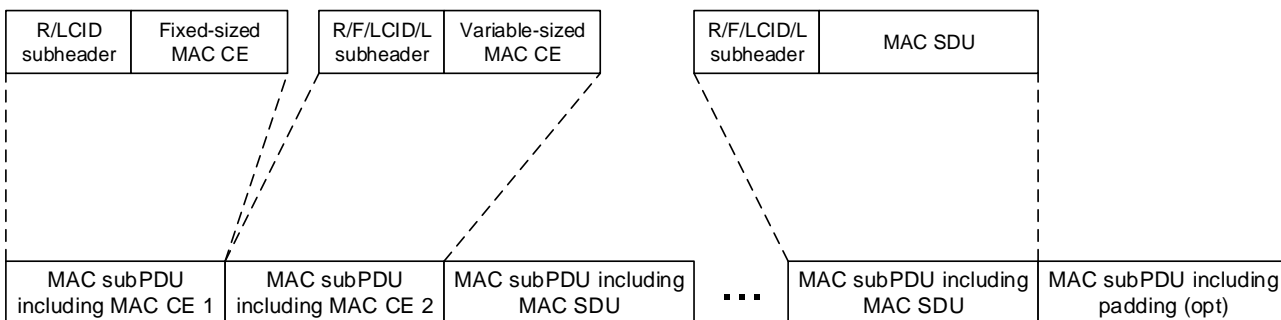 R/LCID
subheader
Fixed-sized
MAC CE
R/F/LCID/L
subheader
Variable-sized
MAC CE
R/F/LCID/L
subheader
MAC SDU
MAC subPDU
including MAC CE 1
MAC subPDU
including MAC CE 2
MAC subPDU including
MAC SDU
...
MAC subPDU including
MAC SDU
MAC subPDU including
padding (opt)